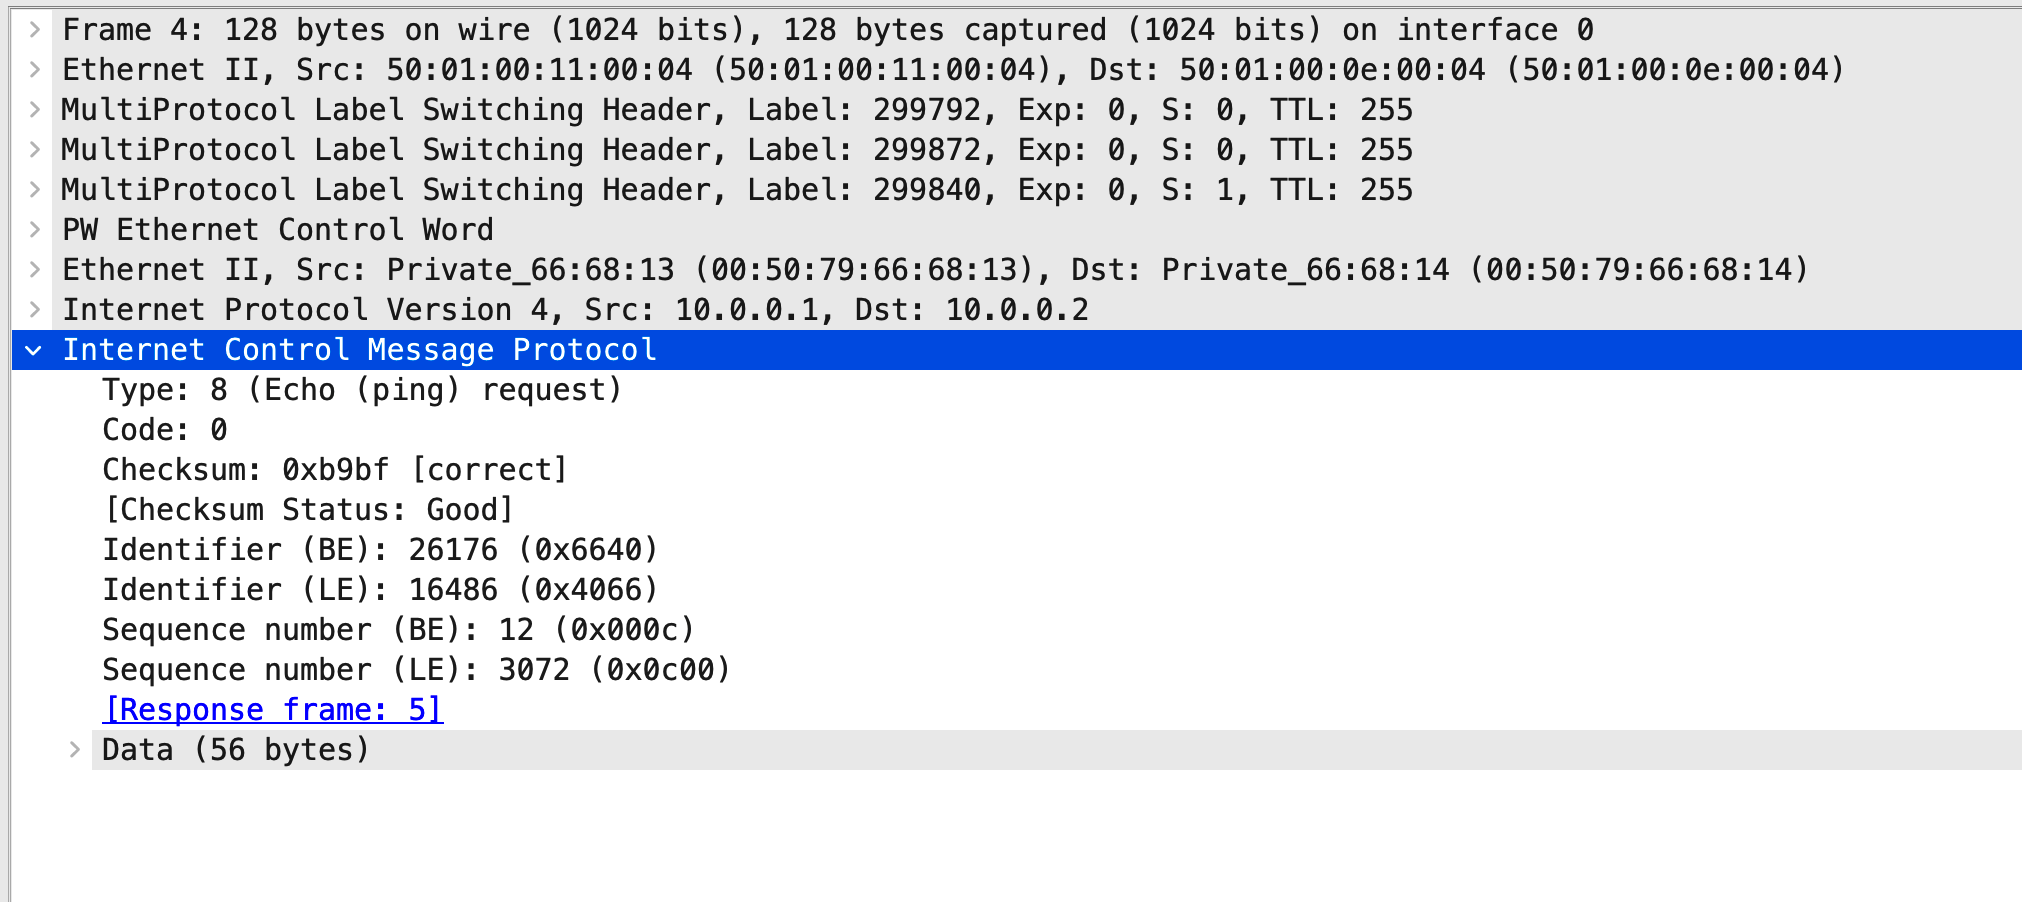 Frame 4: 128 bytes on wire (1024 bits), 128 bytes captured (1024 bits) on interface 0
Ethernet II, Src: 50:01:00:11:00:04 (50:01:00:11:00:04), Dst: 50:01:00:0e:00:04 (50:01:00:0e:00:04)
MultiProtocol Label Switching Header, Label: 299792, Exp: 0, S: 0, TTL: 255
MultiProtocol Label Switching Header, Label: 299872, Exp: 0, S: 0, TTL: 255
MultiProtocol Label Switching Header, Label: 299840, Exp: 0, S: 1, TTL: 255
PW Ethernet Control Word
Ethernet II, Src: Private_66:68:13 (00:50:79:66:68:13), Dst: Private_66:68:14 (00:50:79:66:68:14)
Internet Protocol Version 4, Src: 10.0.0.1, Dst: 10.0.0.2
Internet Control Message Protocol
Type: 8 (Echo (ping) request)
Code: 0
Checksum: 0xb9bf [correct]
[Checksum Status: Good]
Identifier (BE): 26176 (0x6640)
Identifier (LE): 16486 (0x4066)
Sequence number (BE): 12 (0x000c)
Sequence number (LE): 3072 (0x0c00)
[Response frame: 5]
Data (56 bytes)